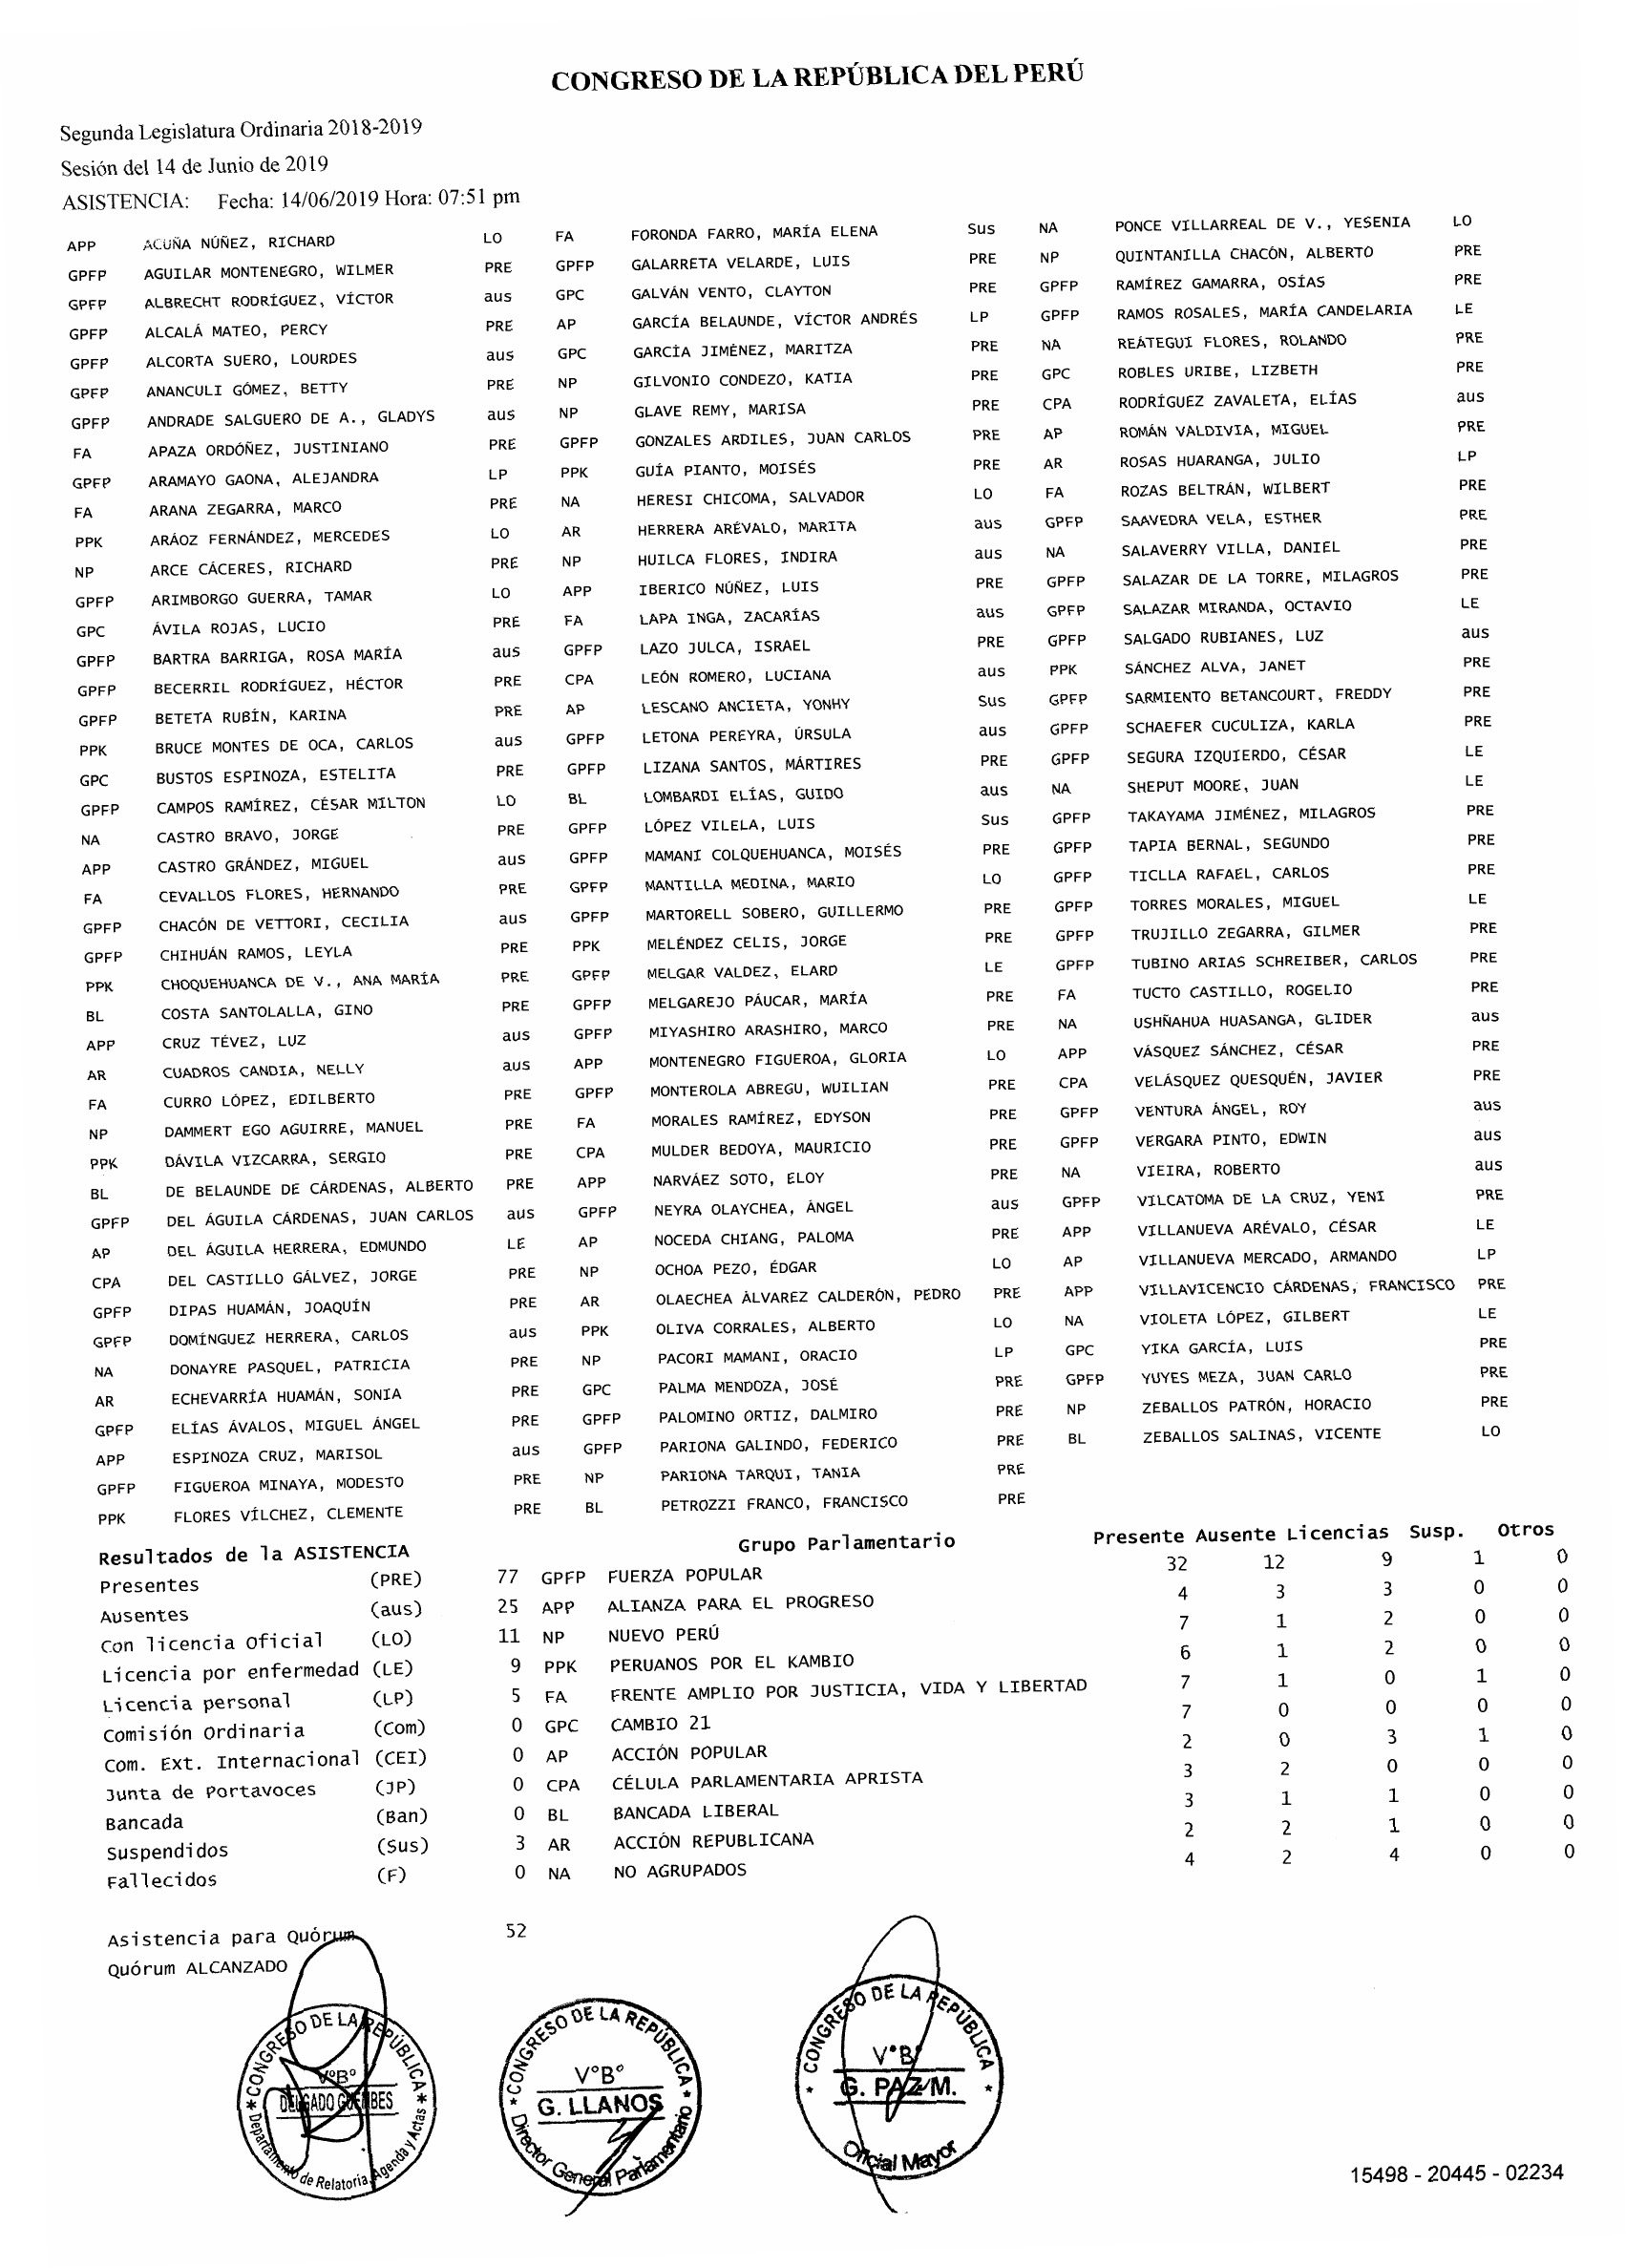 CONGRESO DE LA REPÚBLICA DEL PERÚ
Segunda Legislatura Ordinaria 2018-2019
Sesión del 14 de Junio de 2019
ASISTENCIA: Fecha: 14/06/2019 Hora: 07:51 pm
APP ACUÑA NÚÑEZ, RICHARD LO FA FORONDA FARRO, MARÍA ELENA Sus NA PONCE VILLARREAL DE V., YESENIA LO
GPFP AGUILAR MONTENEGRO, WILMER PRE GPFP GALARRETA VELARDE, LUIS PRE NP QUINTANILLA CHACÓN, ALBERTO PRE
GPFP ALBRECHT RODRÍGUEZ, VÍCTOR aus GPC GALVÁN VENTO, CLAYTON PRE GPFP RAMÍREZ GAMARRA, OSÍAS PRE
GPFP ALCALÁ MATEO, PERCY PRE AP GARCÍA BELAUNDE, VÍCTOR ANDRÉS LP GPFP RAMOS ROSALES, MARÍA CANDELARIA LE
GPFP ALCORTA SUERO, LOURDES aus GPC GARCÍA JIMÉNEZ, MARITZA PRE NA REÁTEGUI FLORES, ROLANDO PRE
GPFP ANANCULI GÓMEZ, BETTY PRE NP GILVONIO CONDEZO, KATIA PRE GPC ROBLES URIBE, LIZBETH PRE
GPFP ANDRADE SALGUERO DE A., GLADYS aus NP GLAVE REMY, MARISA PRE CPA RODRÍGUEZ ZAVALETA, ELÍAS aus
FA APAZA ORDÓÑEZ, JUSTINIANO PRE GPFP GONZALES ARDILES, JUAN CARLOS PRE AP ROMÁN VALDIVIA, MIGUEL PRE
GPFP ARAMAYO GAONA, ALEJANDRA LP PPK GUÍA PIANTO, MOISÉS PRE AR ROSAS HUARANGA, JULIO LP
FA ARANA ZEGARRA, MARCO PRE NA HERESI CHICOMA, SALVADOR LO FA ROZAS BELTRÁN, WILBERT PRE
PPK ARÁOZ FERNÁNDEZ, MERCEDES LO AR HERRERA ARÉVALO, MARITA aus GPFP SAAVEDRA VELA, ESTHER PRE
NP ARCE CÁCERES, RICHARD PRE NP HUILCA FLORES, INDIRA aus NA SALAVERRY VILLA, DANIEL PRE
GPFP ARIMBORGO GUERRA, TAMAR LO APP IBERICO NÚÑEZ, LUIS PRE GPFP SALAZAR DE LA TORRE, MILAGROS PRE
GPC ÁVILA ROJAS, LUCIO PRE FA LAPA INGA, ZACARÍAS aus GPFP SALAZAR MIRANDA, OCTAVIO LE
GPFP BARTRA BARRIGA, ROSA MARÍA aus GPFP LAZO JULCA, ISRAEL PRE GPFP SALGADO RUBIANES, LUZ aus
GPFP BECERRIL RODRÍGUEZ, HÉCTOR PRE CPA LEÓN ROMERO, LUCIANA aus PPK SÁNCHEZ ALVA, JANET PRE
GPFP BETETA RUBÍN, KARINA PRE AP LESCANO ANCIETA, YONHY Sus GPFP SARMIENTO BETANCOURT, FREDDY PRE
PPK BRUCE MONTES DE OCA, CARLOS aus GPFP LETONA PEREYRA, ÚRSULA aus GPFP SCHAEFER CUCULIZA, KARLA PRE
GPC BUSTOS ESPINOZA, ESTELITA PRE GPFP LIZANA SANTOS, MÁRTIRES PRE GPFP SEGURA IZQUIERDO, CÉSAR LE
GPFP CAMPOS RAMÍREZ, CÉSAR MILTON LO BL LOMBARDI ELÍAS, GUIDO aus NA SHEPUT MOORE, JUAN LE
NA CASTRO BRAVO, JORGE PRE GPFP LÓPEZ VILELA, LUIS Sus GPFP TAKAYAMA JIMÉNEZ, MILAGROS PRE
APP CASTRO GRÁNDEZ, MIGUEL aus GPFP MAMANI COLQUEHUANCA, MOISÉS PRE GPFP TAPIA BERNAL, SEGUNDO PRE
FA CEVALLOS FLORES, HERNANDO PRE GPFP MANTILLA MEDINA, MARIO LO GPFP TICLLA RAFAEL, CARLOS PRE
GPFP CHACÓN DE VETTORI, CECILIA aus GPFP MARTORELL SOBERO, GUILLERMO PRE GPFP TORRES MORALES, MIGUEL LE
GPFP CHIHUÁN RAMOS, LEYLA PRE PPK MELÉNDEZ CELIS, JORGE PRE GPFP TRUJILLO ZEGARRA, GILMER PRE
PPK CHOQUEHUANCA DE V., ANA MARÍA PRE GPFP MELGAR VALDEZ, ELARD LE GPFP TUBINO ARIAS SCHREIBER, CARLOS PRE
BL COSTA SANTOLALLA, GINO PRE GPFP MELGAREJO PÁUCAR, MARÍA PRE FA TUCTO CASTILLO, ROGELIO PRE
APP CRUZ TÉVEZ, LUZ aus GPFP MIYASHIRO ARASHIRO, MARCO PRE NA USHÑAHUA HUASANGA, GLIDER aus
AR CUADROS CANDIA, NELLY aus APP MONTENEGRO FIGUEROA, GLORIA LO APP VÁSQUEZ SÁNCHEZ, CÉSAR PRE
FA CURRO LÓPEZ, EDILBERTO PRE GPFP MONTEROLA ABREGU, WUILIAN PRE CPA VELÁSQUEZ QUESQUÉN, JAVIER PRE
NP DAMMERT EGO AGUIRRE, MANUEL PRE FA MORALES RAMÍREZ, EDYSON PRE GPFP VENTURA ÁNGEL, ROY aus
PPK DÁVILA VIZCARRA, SERGIO PRE CPA MULDER BEDOYA, MAURICIO PRE GPFP VERGARA PINTO, EDWIN aus
BL DE BELAUNDE DE CÁRDENAS, ALBERTO PRE APP NARVÁEZ SOTO, ELOY PRE NA VIEIRA, ROBERTO aus
GPFP DEL ÁGUILA CÁRDENAS, JUAN CARLOS aus GPFP NEYRA OLAYCHEA, ÁNGEL aus GPFP VILCATOMA DE LA CRUZ, YENI PRE
AP DEL ÁGUILA HERRERA, EDMUNDO LE AP NOCEDA CHIANG, PALOMA PRE APP VILLANUEVA ARÉVALO, CÉSAR LE
CPA DEL CASTILLO GÁLVEZ, JORGE PRE NP OCHOA PEZO, ÉDGAR LO AP VILLANUEVA MERCADO, ARMANDO LP
GPFP DIPAS HUAMÁN, JOAQUÍN PRE AR OLAECHEA ÁLVAREZ CALDERÓN, PEDRO PRE APP VILLAVICENCIO CÁRDENAS, FRANCISCO PRE
GPFP DOMÍNGUEZ HERRERA, CARLOS aus PPK OLIVA CORRALES, ALBERTO LO NA VIOLETA LÓPEZ, GILBERT LE
NA DONAYRE PASQUEL, PATRICIA PRE NP PACORI MAMANI, ORACIO LP GPC YIKA GARCÍA, LUIS PRE
AR ECHEVARRÍA HUAMÁN, SONIA PRE GPC PALMA MENDOZA, JOSÉ PRE GPFP YUYES MEZA, JUAN CARLO PRE
GPFP ELÍAS ÁVALOS, MIGUEL ÁNGEL PRE GPFP PALOMINO ORTIZ, DALMIRO PRE NP ZEBALLOS PATRÓN, HORACIO PRE
APP ESPINOZA CRUZ, MARISOL aus GPFP PARIONA GALINDO, FEDERICO PRE BL ZEBALLOS SALINAS, VICENTE LO
GPFP FIGUEROA MINAYA, MODESTO PRE NP PARIONA TARQUI, TANIA PRE
PPK FLORES VÍLCHEZ, CLEMENTE PRE BL PETROZZI FRANCO, FRANCISCO PRE
Resultados de la ASISTENCIA Grupo Parlamentario Presente Ausente Licencias Susp. Otros
Presentes (PRE) 77 GPFP FUERZA POPULAR 32 12 9 1 0
Ausentes (aus) 25 APP ALIANZA PARA EL PROGRESO 4 3 3 0 0
Con licencia Oficial (LO) 11 NP NUEVO PERÚ 7 1 2 0 0
Licencia por enfermedad (LE) 9 PPK PERUANOS POR EL KAMBIO 6 1 2 0 0
Licencia personal (LP) 5 FA FRENTE AMPLIO POR JUSTICIA, VIDA Y LIBERTAD 7 1 0 1 0
Comisión Ordinaria (Com) 0 GPC CAMBIO 21 7 0 0 0 0
Com. Ext. Internacional (CEI) 0 AP ACCIÓN POPULAR 2 0 3 1 0
Junta de Portavoces (JP) 0 CPA CÉLULA PARLAMENTARIA APRISTA 3 2 0 0 0
Bancada (Ban) 0 BL BANCADA LIBERAL 3 1 1 0 0
Suspendidos (Sus) 3 AR ACCIÓN REPUBLICANA 2 2 1 0 0
Fallecidos (F) 0 NA NO AGRUPADOS 4 2 4 0 0
Asistencia para Quórum 52
Quórum ALCANZADO
* CONGRESO DE LA REPÚBLICA *
V°B°
DELGADO GUEMBES
Departamento de Relatoría, Agenda y Actas
* CONGRESO DE LA REPÚBLICA *
V°B°
G. LLANOS
Director General Parlamentario
* CONGRESO DE LA REPÚBLICA *
V°B°
G. PAZ M.
Oficial Mayor
15498 - 20445 - 02234